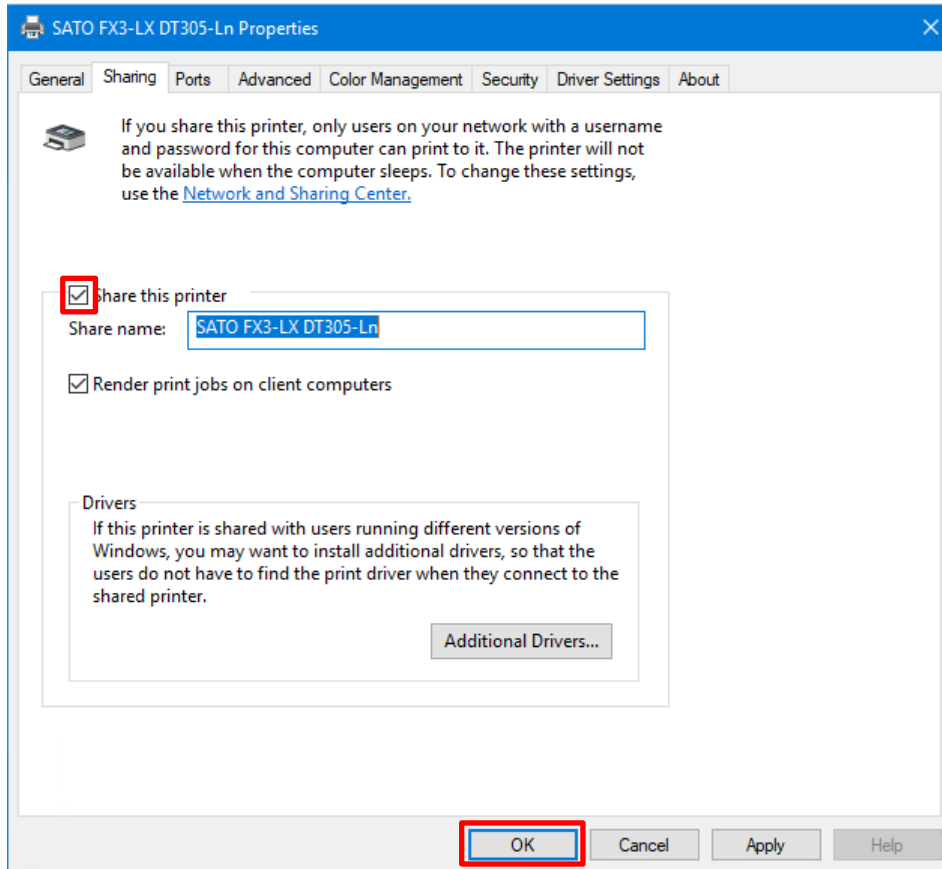 SATO FX3-LX DT305-Ln Properties
General Sharing Ports Advanced Color Management Security Driver Settings About
If you share this printer, only users on your network with a username
and password for this computer can print to it. The printer will not
be available when the computer sleeps. To change these settings,
use the Network and Sharing Center.
Share this printer
Share name: SATO FX3-LX DT305-Ln
Render print jobs on client computers
Drivers
If this printer is shared with users running different versions of
Windows, you may want to install additional drivers, so that the
users do not have to find the print driver when they connect to the
shared printer.
Additional Drivers...
OK Cancel Apply Help